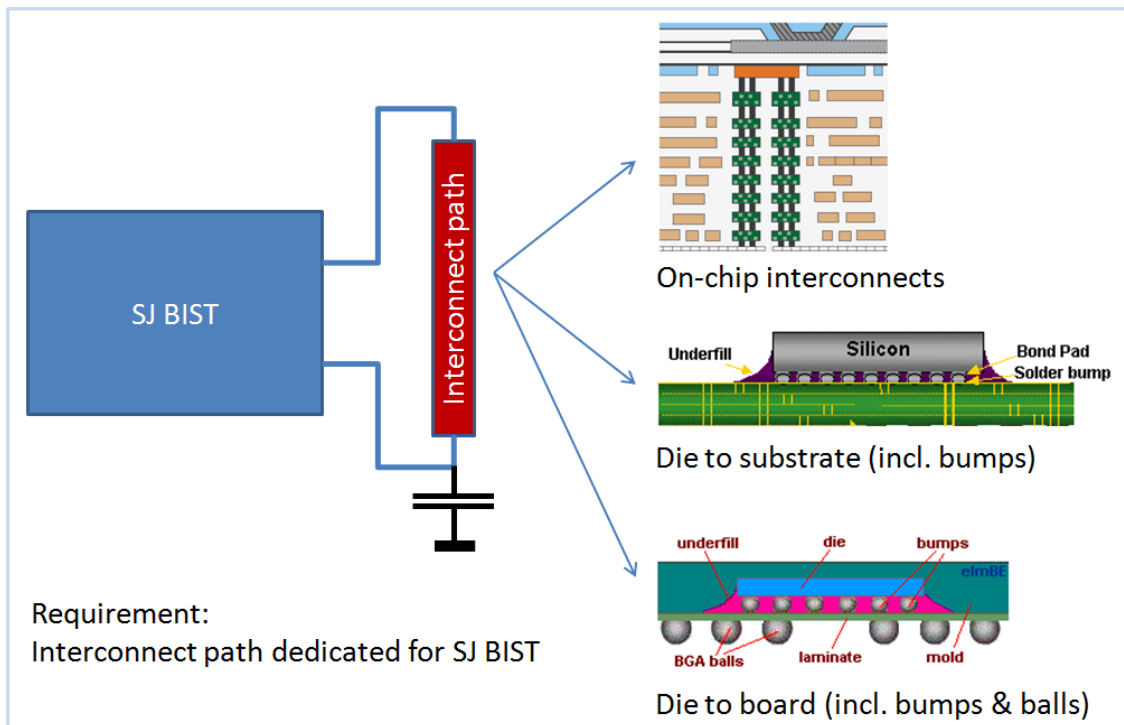 SJ BIST
Interconnect path
On-chip interconnects
Underfill
Silicon
Bond Pad
Solder bump
Die to substrate (incl. bumps)
underfill
die
bumps
elmBE
BGA balls
laminate
mold
Die to board (incl. bumps & balls)
Requirement:
Interconnect path dedicated for SJ BIST